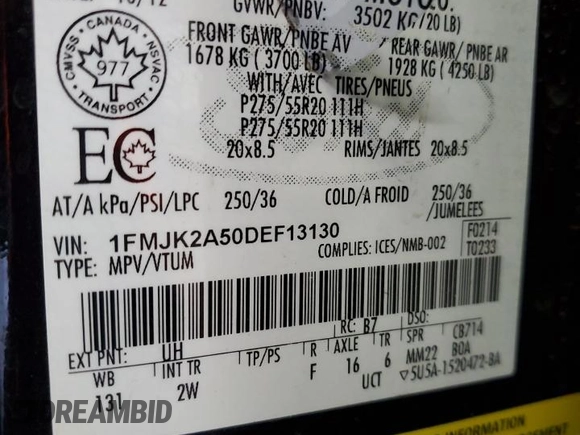 GVWR/PNBV: 3502 KG/
CANADA
CMVSS NSVAC
977
TRANSPORT
FRONT GAWR/PNBE AV REAR GAWR/PNBE AR
1678 KG ( 3700 LB) 1928 KG ( 4250 LB)
WITH/AVEC TIRES/PNEUS
P275/55R20 111H
P275/55R20 111H
20x8.5 RIMS/JANTES 20x8.5
EC
AT/A kPa/PSI/LPC 250/36 COLD/A FROID 250/36
/JUMELEES
VIN: 1FMJK2A50DEF13130 F0214
COMPLIES: ICES/NMB-002 T0233
TYPE: MPV/VTUM
RC: B7 DSO:
EXT PNT: UH
WB INT TR TP/PS R AXLE TR SPR CB714
131 2W F 16 6 MM22 B0A
UCT 5U5A-1520472-BA
DREAMBID